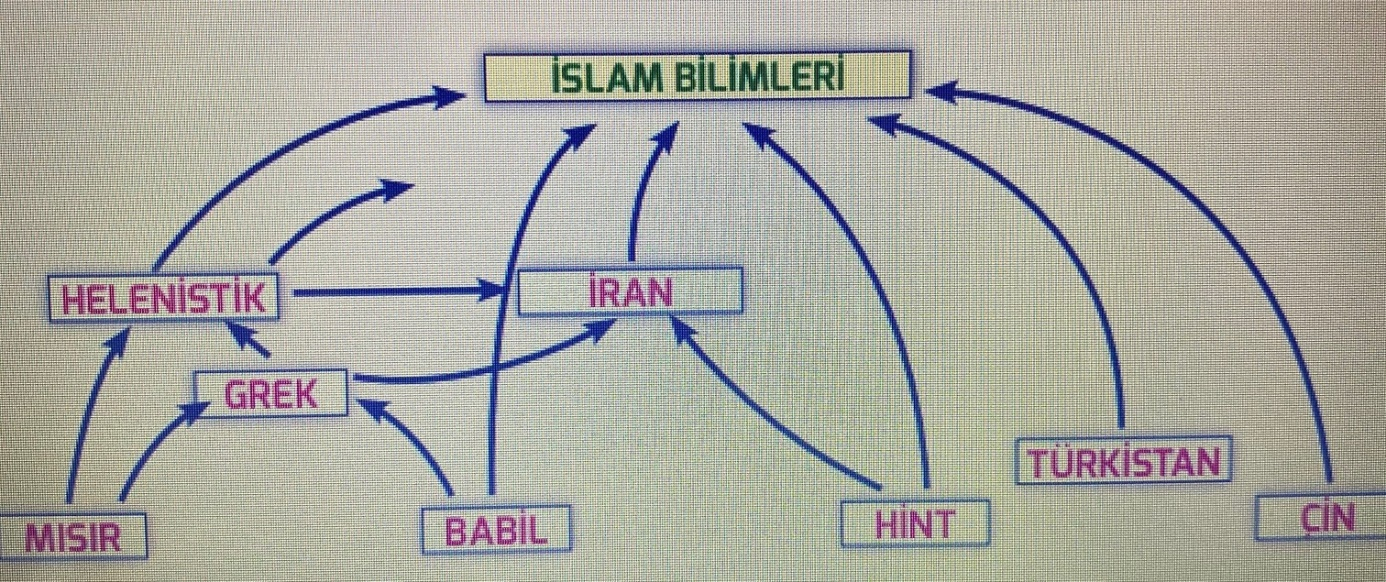 İSLAM BİLİMLERİ
HELENİSTİK
İRAN
GREK
TÜRKİSTAN
MISIR
BABİL
HİNT
ÇİN